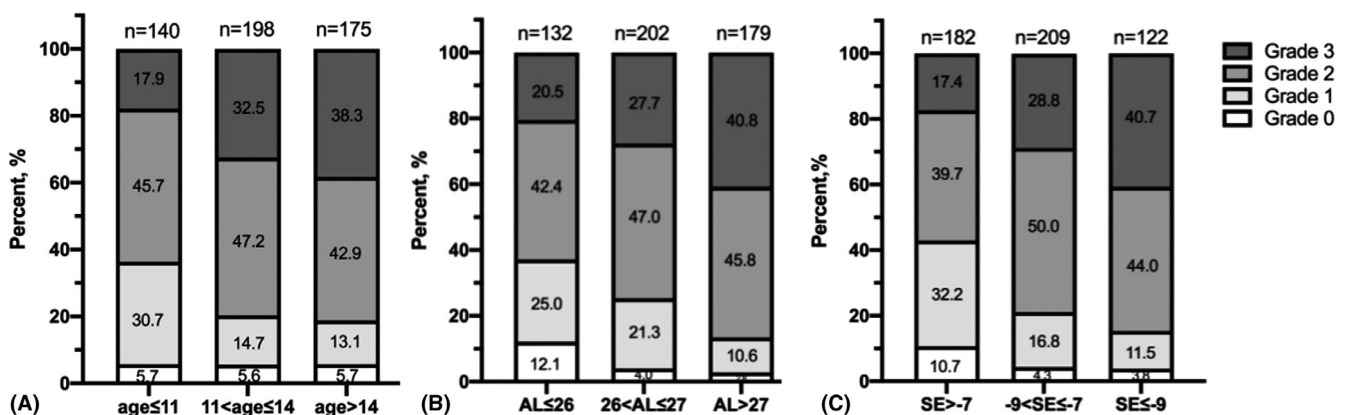 n=140 n=198 n=175
100
80
60
40
20
0
Percent, %
17.9 32.5 38.3
45.7 47.2 42.9
30.7 14.7 13.1
5.7 5.6 5.7
(A) age≤11 11<age≤14 age>14
n=132 n=202 n=179
100
80
60
40
20
0
Percent, %
20.5 27.7 40.8
42.4 47.0 45.8
25.0 21.3 10.6
12.1 4.0
(B) AL≤26 26<AL≤27 AL>27
n=182 n=209 n=122
100
80
60
40
20
0
Percent,%
17.4 28.8 40.7
39.7 50.0 44.0
32.2 16.8 11.5
10.7 4.3 3.8
(C) SE>-7 -9<SE≤-7 SE≤-9
Grade 3
Grade 2
Grade 1
Grade 0